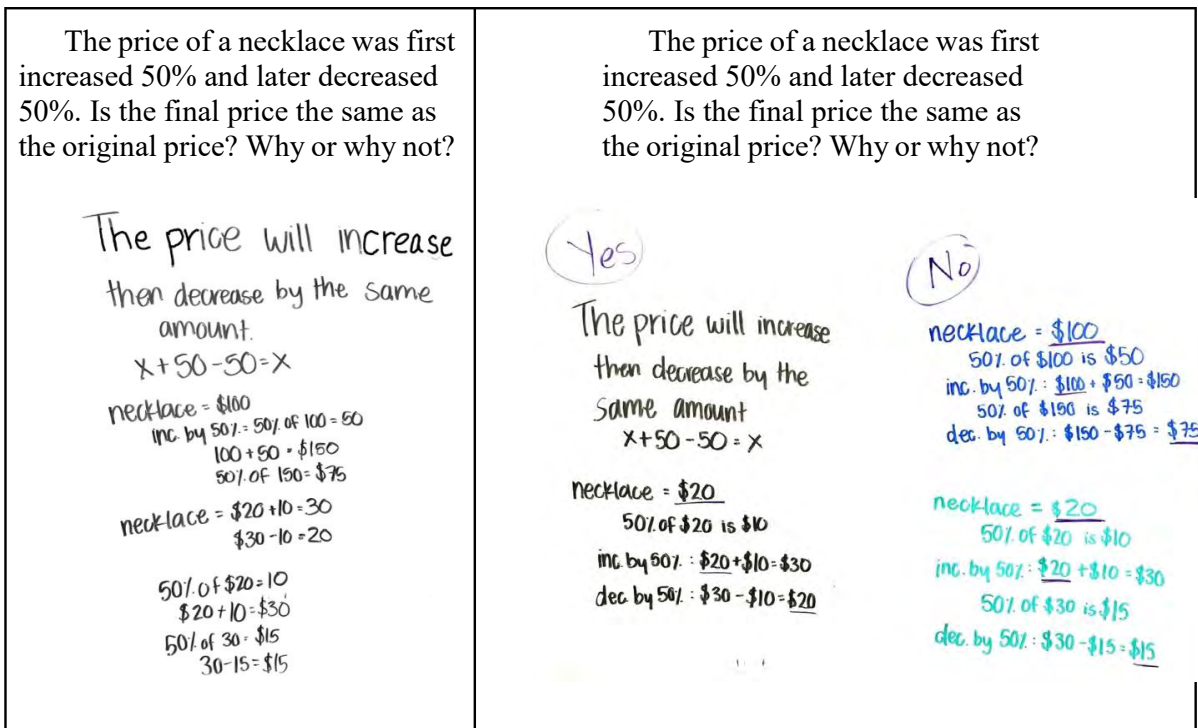 The price of a necklace was first
increased 50% and later decreased
50%. Is the final price the same as
the original price? Why or why not?
The price will increase
then decrease by the same
amount.
x+50-50=x
necklace = $100
inc. by 50% = 50% of 100 = 50
100+50 = $150
50% of 150= $75
necklace = $20 +10=30
$30-10=20
50% of $20=10
$20+10=$30
50% of 30= $15
30-15=$15
The price of a necklace was first
increased 50% and later decreased
50%. Is the final price the same as
the original price? Why or why not?
Yes
The price will increase
then decrease by the
same amount
x+50-50=x
necklace = $20
50% of $20 is $10
inc. by 50% : $20+$10=$30
dec by 50% : $30-$10=$20
No
necklace = $100
50% of $100 is $50
inc. by 50% : $100+$50=$150
50% of $150 is $75
dec. by 50% : $150-$75 = $75
necklace = $20
50% of $20 is $10
inc. by 50% : $20+$10=$30
50% of $30 is $15
dec. by 50% : $30-$15=$15